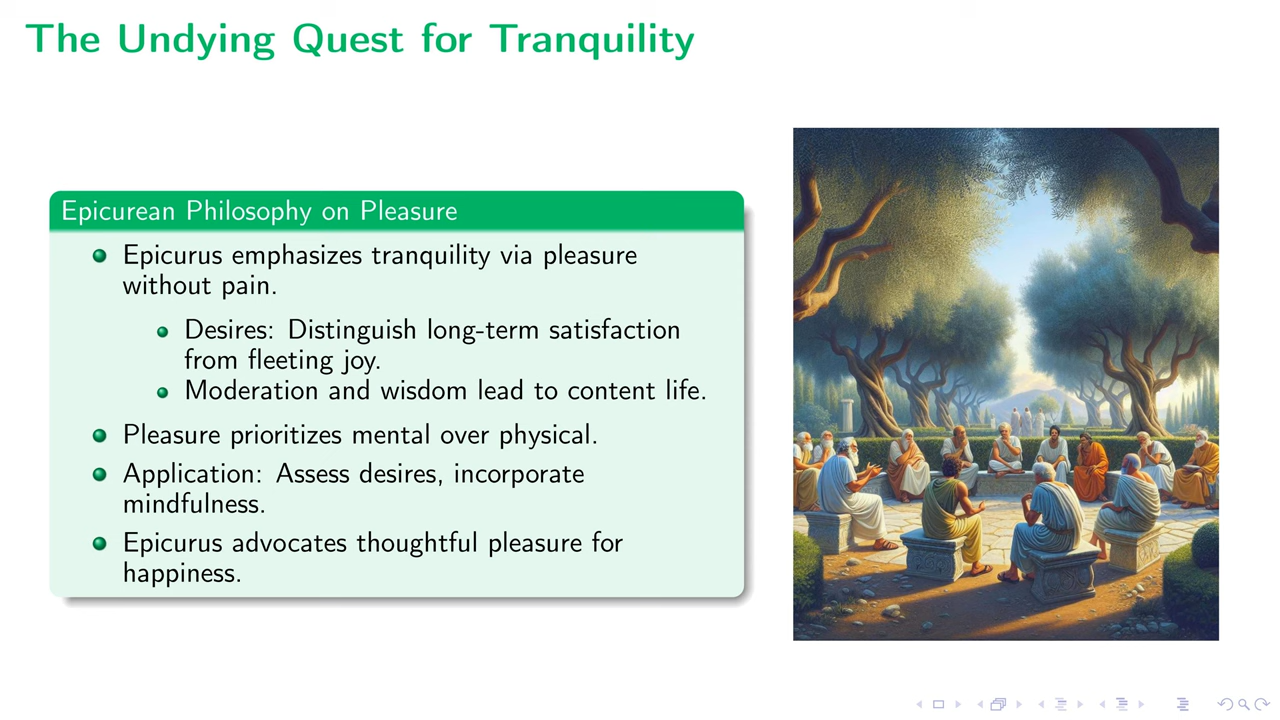 The Undying Quest for Tranquility
Epicurean Philosophy on Pleasure
Epicurus emphasizes tranquility via pleasure
without pain.
Desires: Distinguish long-term satisfaction
from fleeting joy.
Moderation and wisdom lead to content life.
Pleasure prioritizes mental over physical.
Application: Assess desires, incorporate
mindfulness.
Epicurus advocates thoughtful pleasure for
happiness.